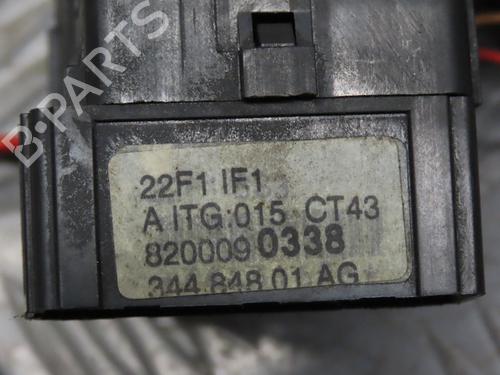 B-PARTS
22F1 IF1
A ITG:015 CT43
8200090338
344.848.01 AG